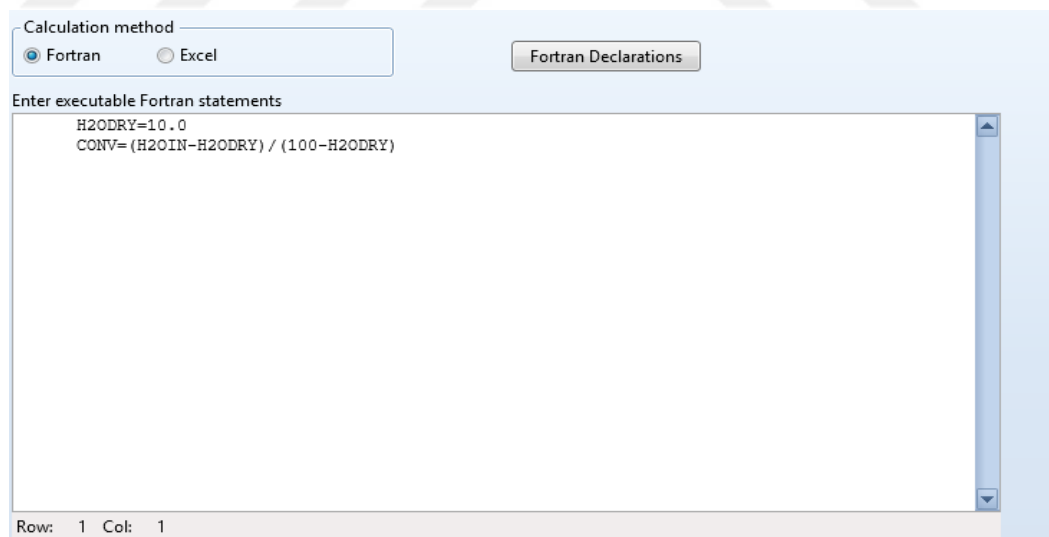 Calculation method
Fortran Excel
Fortran Declarations
Enter executable Fortran statements
H2ODRY=10.0
CONV=(H2OIN-H2ODRY)/(100-H2ODRY)
Row: 1 Col: 1